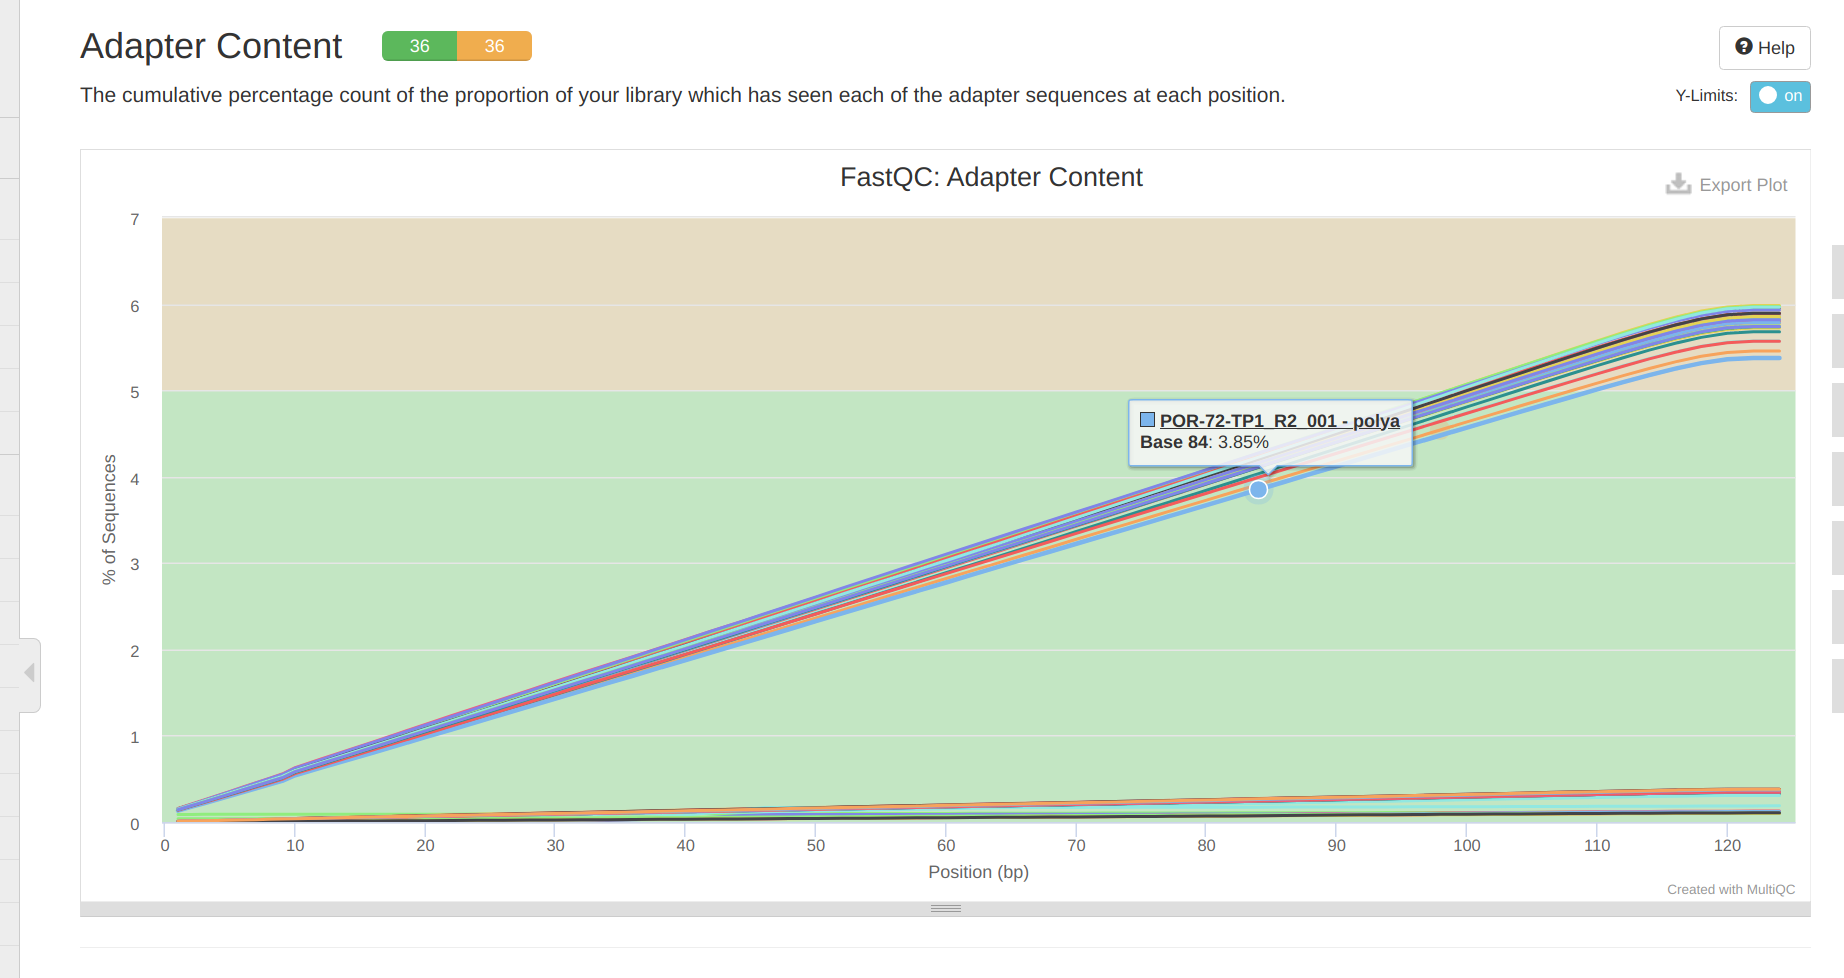 Adapter Content
36 36
Help
The cumulative percentage count of the proportion of your library which has seen each of the adapter sequences at each position.
Y-Limits: on
FastQC: Adapter Content
Export Plot
7
6
5
4
3
2
1
0
% of Sequences
POR-72-TP1_R2_001 - polya
Base 84: 3.85%
0 10 20 30 40 50 60 70 80 90 100 110 120
Position (bp)
Created with MultiQC